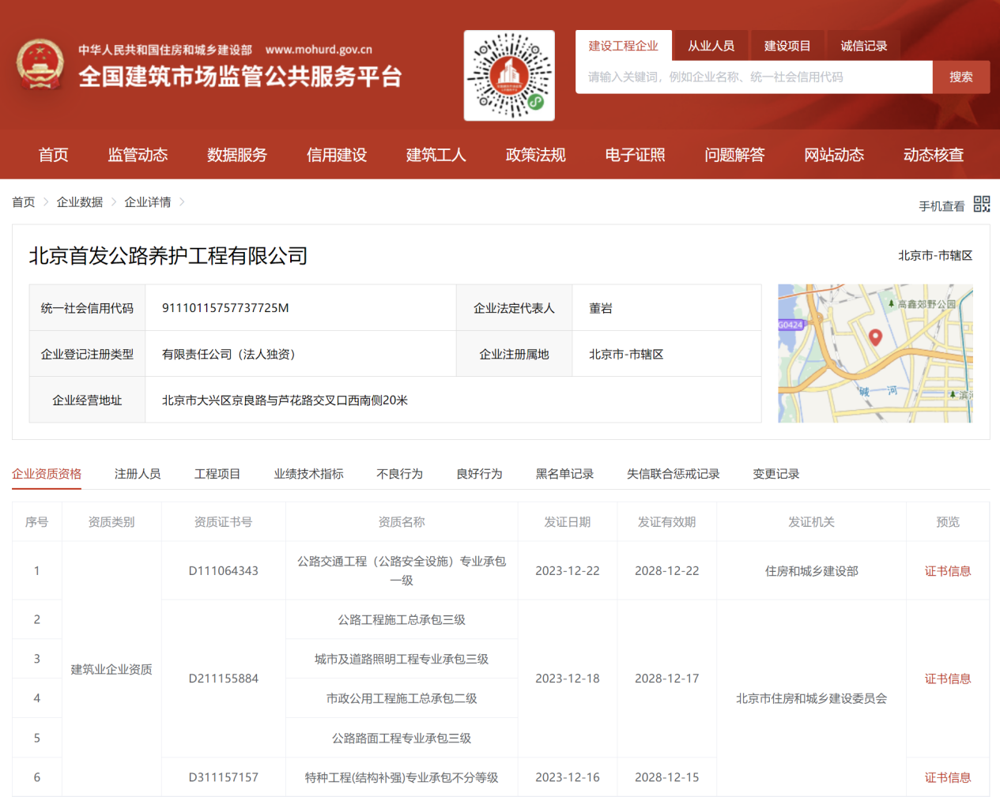 中华人民共和国住房和城乡建设部 www.mohurd.gov.cn
全国建筑市场监管公共服务平台
建设工程企业 从业人员 建设项目 诚信记录
请输入关键词，例如企业名称、统一社会信用代码 搜索
首页 监管动态 数据服务 信用建设 建筑工人 政策法规 电子证照 问题解答 网站动态 动态核查
首页 > 企业数据 > 企业详情 >
手机查看
北京首发公路养护工程有限公司
北京市-市辖区
统一社会信用代码 91110115757737725M 企业法定代表人 董岩
企业登记注册类型 有限责任公司（法人独资） 企业注册属地 北京市-市辖区
企业经营地址 北京市大兴区京良路与芦花路交叉口西南侧20米
高鑫郊野公园
G0424
碱 河
滨河
企业资质资格 注册人员 工程项目 业绩技术指标 不良行为 良好行为 黑名单记录 失信联合惩戒记录 变更记录
序号 资质类别 资质证书号 资质名称 发证日期 发证有效期 发证机关 预览
1 D111064343 公路交通工程（公路安全设施）专业承包一级 2023-12-22 2028-12-22 住房和城乡建设部 证书信息
2 公路工程施工总承包三级
3 城市及道路照明工程专业承包三级
建筑业企业资质 D211155884 2023-12-18 2028-12-17 证书信息
4 市政公用工程施工总承包二级 北京市住房和城乡建设委员会
5 公路路面工程专业承包三级
6 D311157157 特种工程(结构补强)专业承包不分等级 2023-12-16 2028-12-15 证书信息